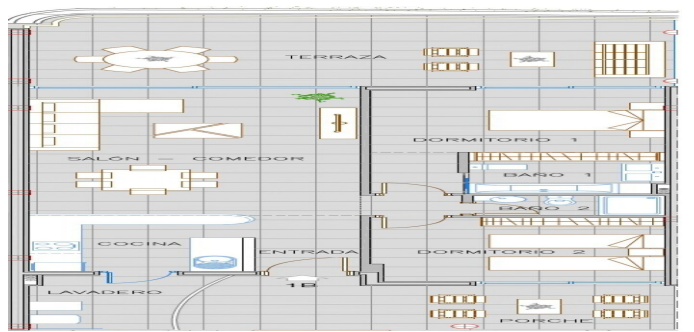 TERRAZA
DORMITORIO 1
SALÓN - COMEDOR
BAÑO 1
BAÑO 2
COCINA
ENTRADA
DORMITORIO 2
1B
LAVADERO
PORCHE